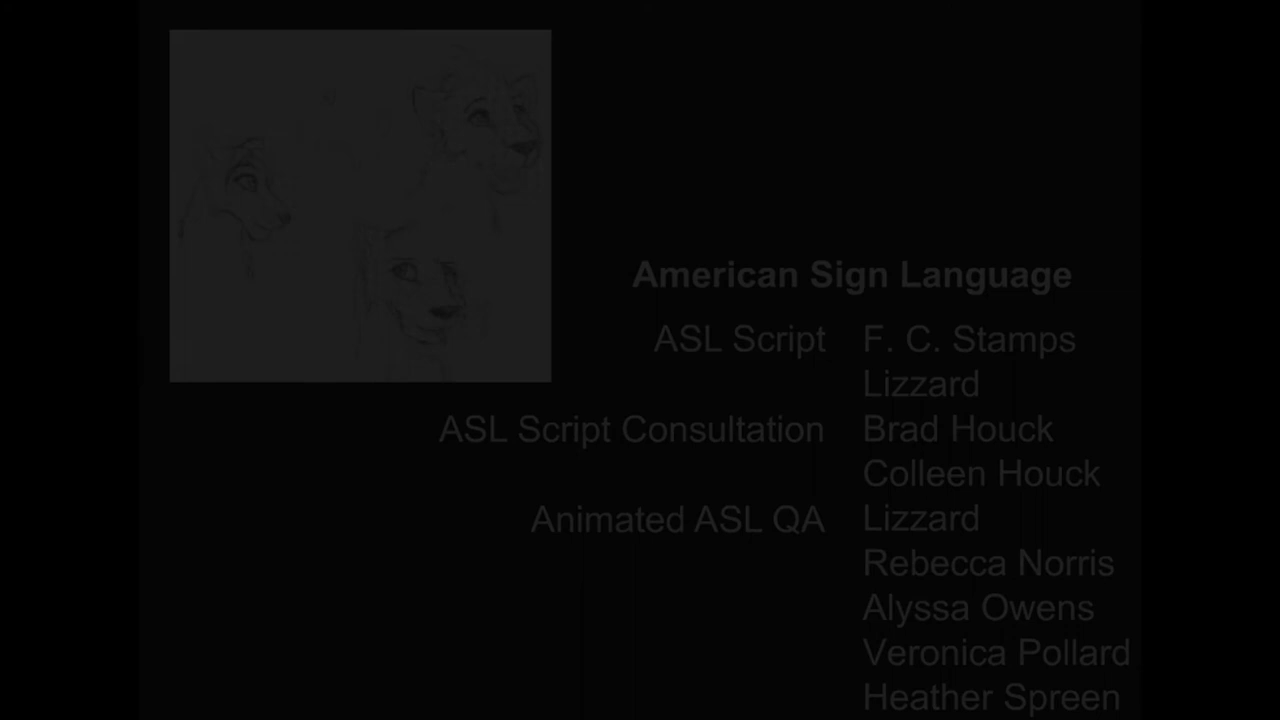 American Sign Language
ASL Script F. C. Stamps
Lizzard
ASL Script Consultation Brad Houck
Colleen Houck
Animated ASL QA Lizzard
Rebecca Norris
Alyssa Owens
Veronica Pollard
Heather Spreen